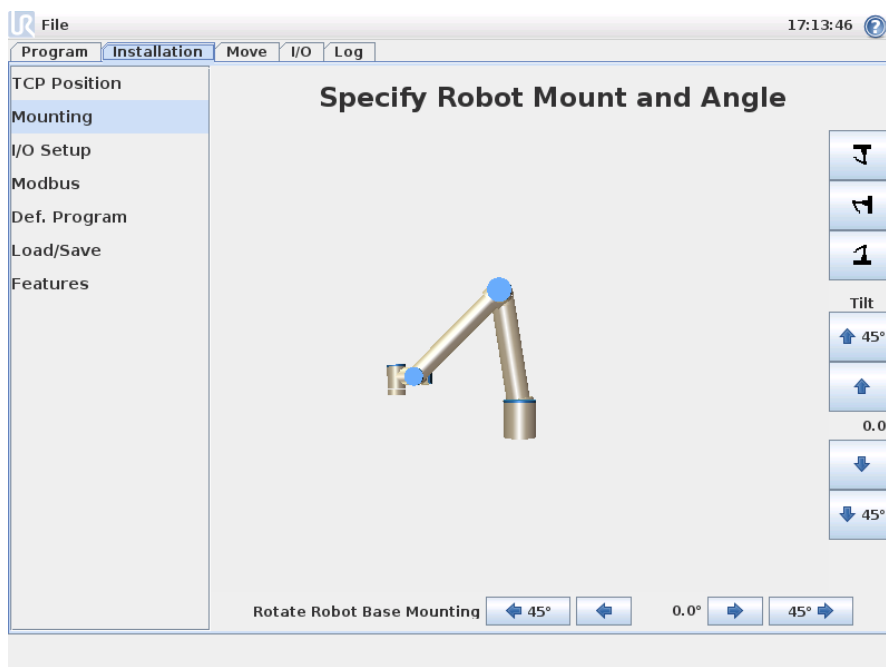 UR File 17:13:46 ?
Program Installation Move I/O Log
TCP Position
Mounting
I/O Setup
Modbus
Def. Program
Load/Save
Features
Specify Robot Mount and Angle
Tilt
45°
0.0
45°
Rotate Robot Base Mounting 45° 0.0° 45°